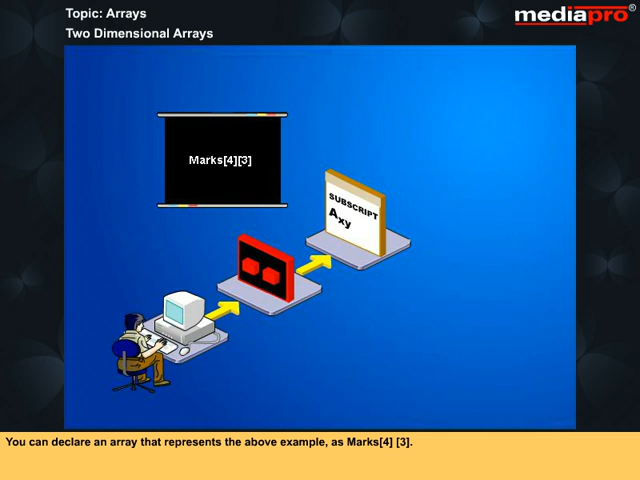 Topic: Arrays
mediapro®
Two Dimensional Arrays
Marks[4][3]
SUBSCRIPT
Axy
You can declare an array that represents the above example, as Marks[4] [3].